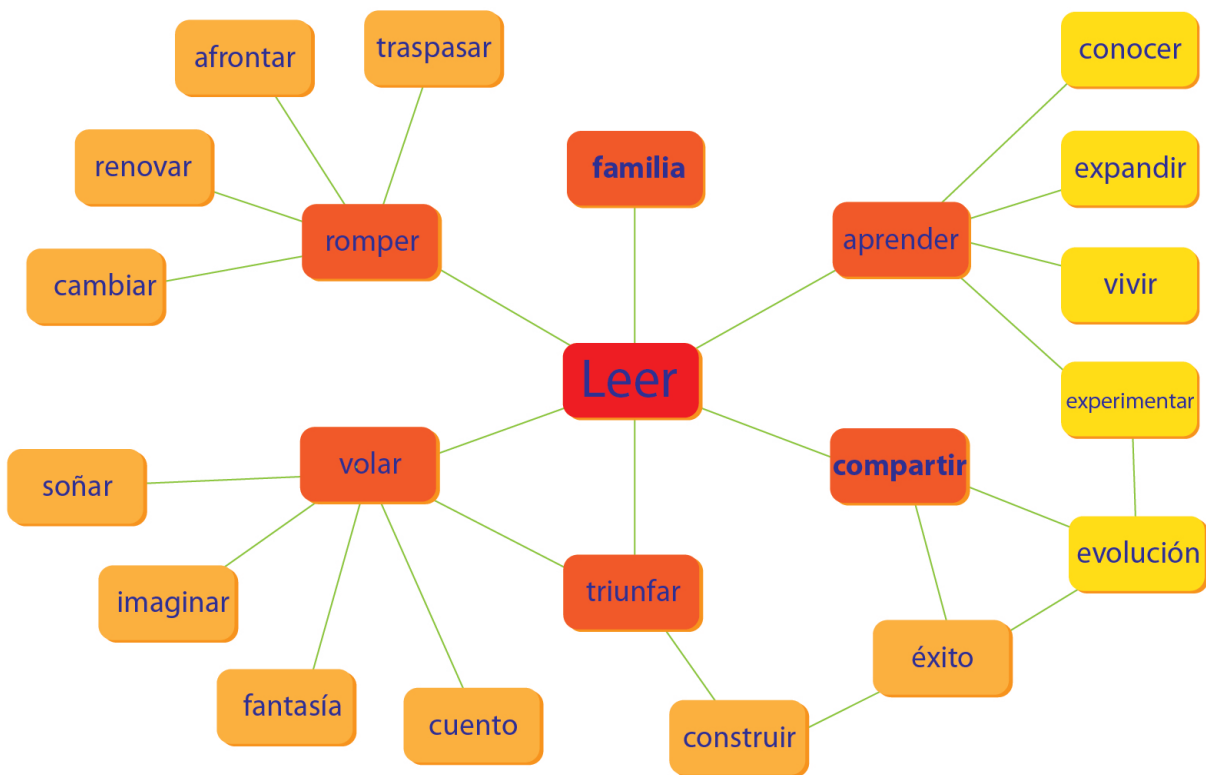 afrontar
traspasar
conocer
renovar
familia
expandir
romper
aprender
cambiar
vivir
Leer
experimentar
volar
compartir
soñar
evolución
imaginar
triunfar
éxito
fantasía
cuento
construir